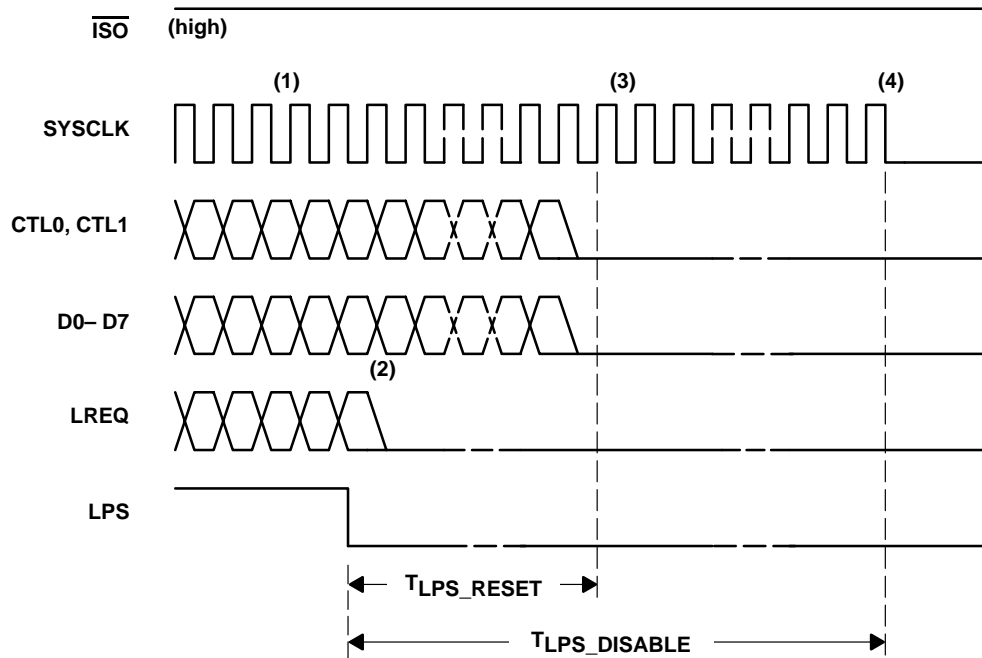 ISO (high)
(1) (3) (4)
SYSCLK
CTL0, CTL1
D0– D7
(2)
LREQ
LPS
TLPS_RESET
TLPS_DISABLE